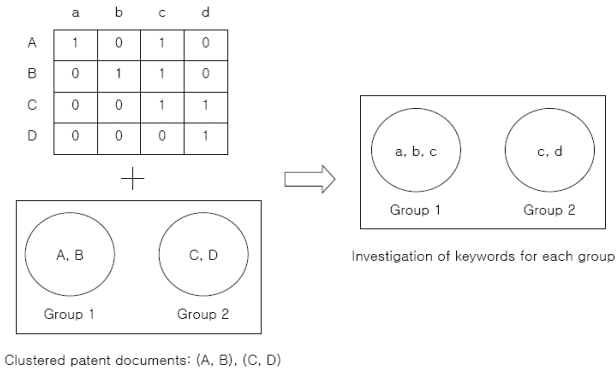 a b c d
A 1 0 1 0
B 0 1 1 0
C 0 0 1 1
D 0 0 0 1
+
A, B C, D
Group 1 Group 2
Clustered patent documents: (A, B), (C, D)
a, b, c c, d
Group 1 Group 2
Investigation of keywords for each group